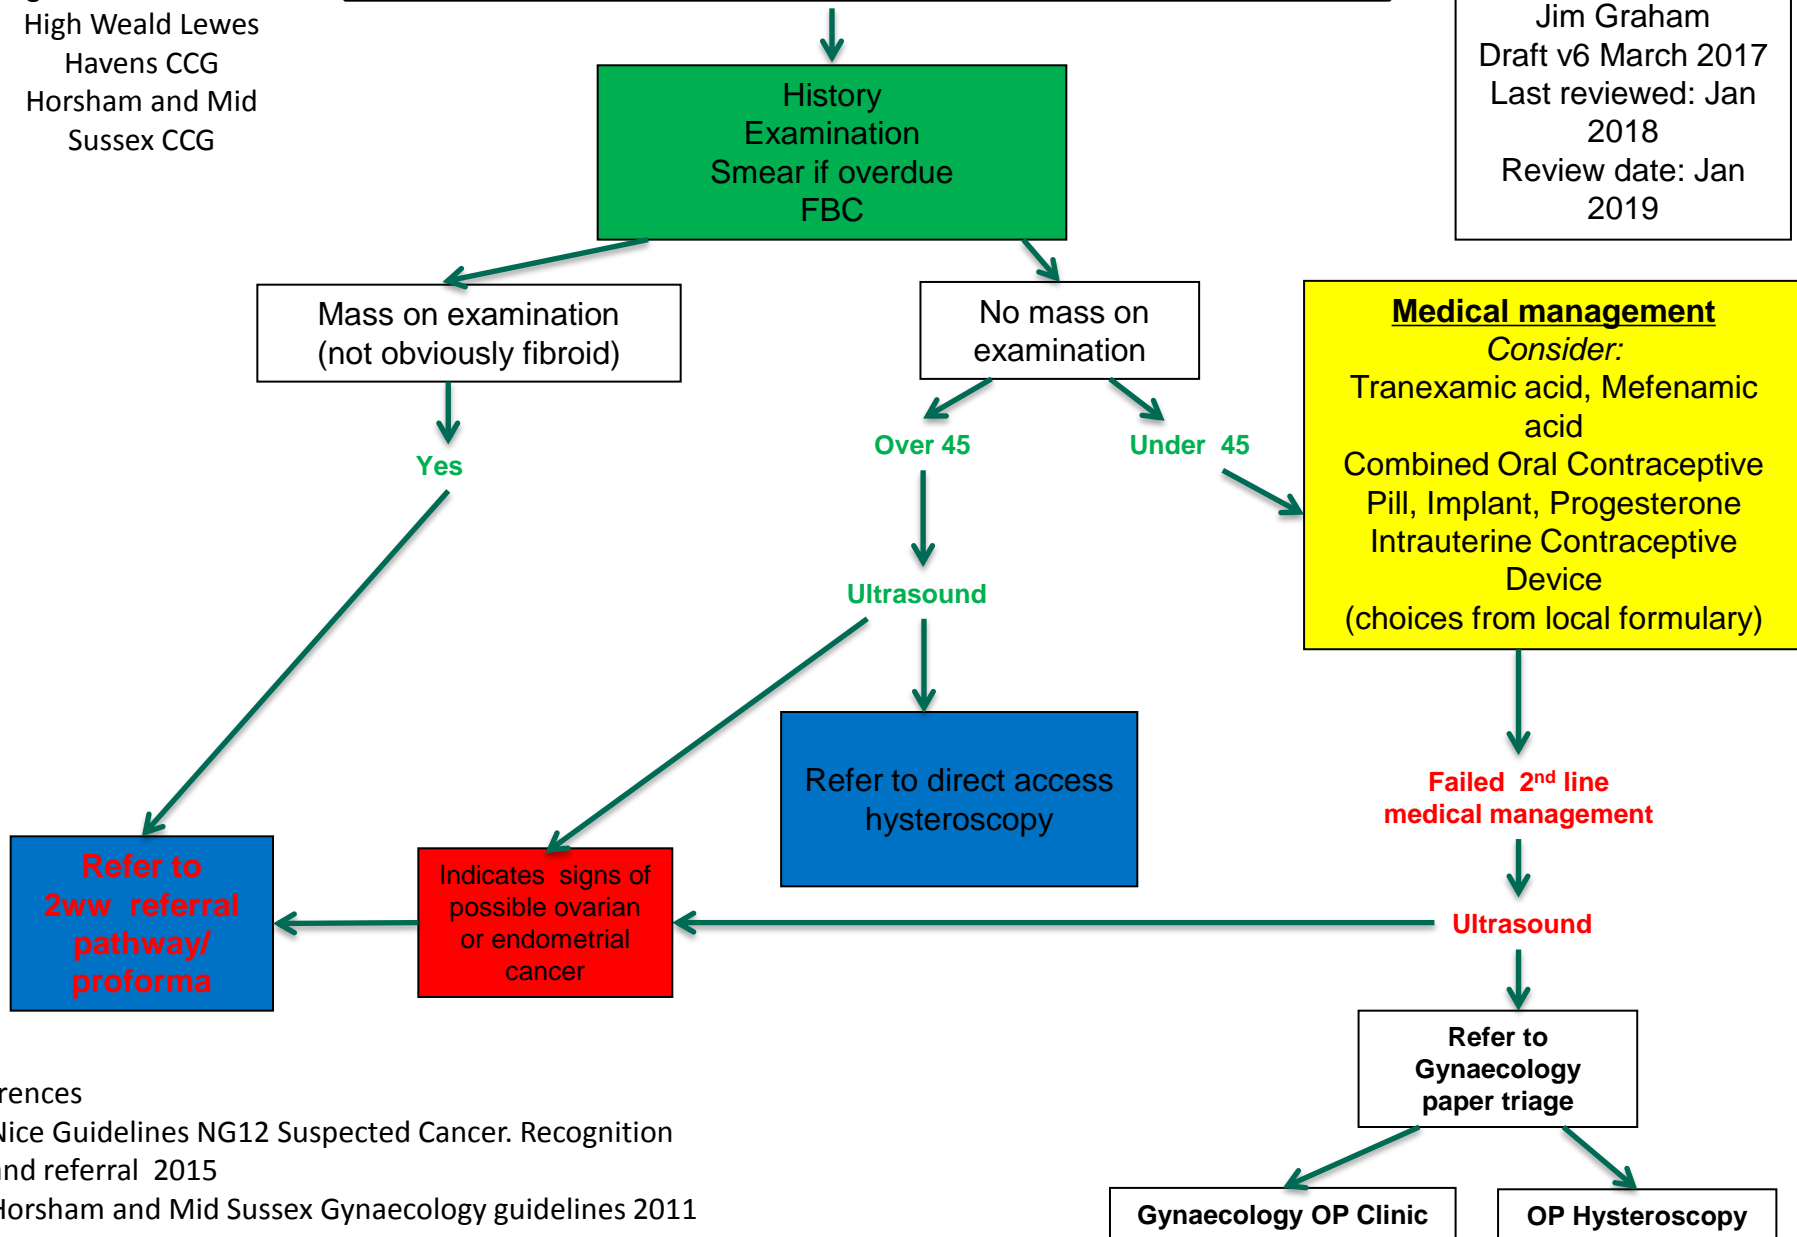 High Weald Lewes
Havens CCG
Horsham and Mid
Sussex CCG
Jim Graham
Draft v6 March 2017
Last reviewed: Jan
2018
Review date: Jan
2019
History
Examination
Smear if overdue
FBC
Mass on examination
(not obviously fibroid)
No mass on
examination
Medical management
Consider:
Tranexamic acid, Mefenamic
acid
Combined Oral Contraceptive
Pill, Implant, Progesterone
Intrauterine Contraceptive
Device
(choices from local formulary)
Yes
Over 45
Under 45
Ultrasound
Refer to direct access
hysteroscopy
Failed 2nd line
medical management
Refer to
2ww referral
pathway/
proforma
Indicates signs of
possible ovarian
or endometrial
cancer
Ultrasound
Refer to
Gynaecology
paper triage
Gynaecology OP Clinic
OP Hysteroscopy
rences
Nice Guidelines NG12 Suspected Cancer. Recognition
and referral 2015
Horsham and Mid Sussex Gynaecology guidelines 2011